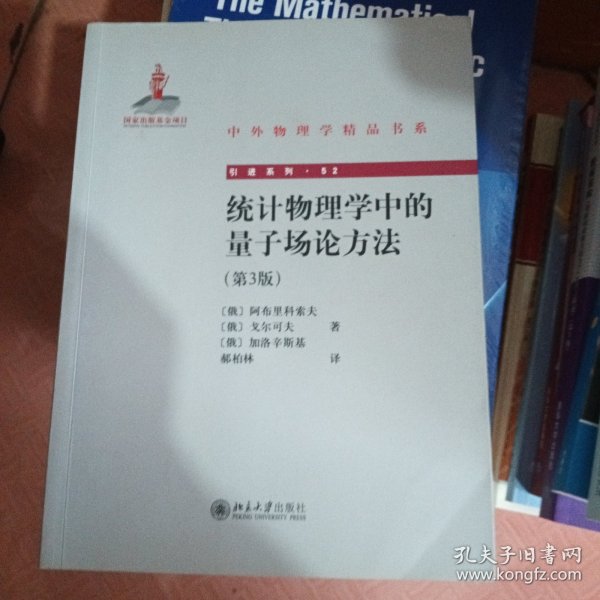 The Mathematical
国家出版基金项目
NATIONAL PUBLICATION FOUNDATION
中外物理学精品书系
引进系列·52
统计物理学中的
量子场论方法
(第3版)
〔俄〕阿布里科索夫
〔俄〕戈尔可夫 著
〔俄〕加洛辛斯基
郝柏林 译
北京大学出版社
PEKING UNIVERSITY PRESS
孔夫子旧书网
www.kongfz.com